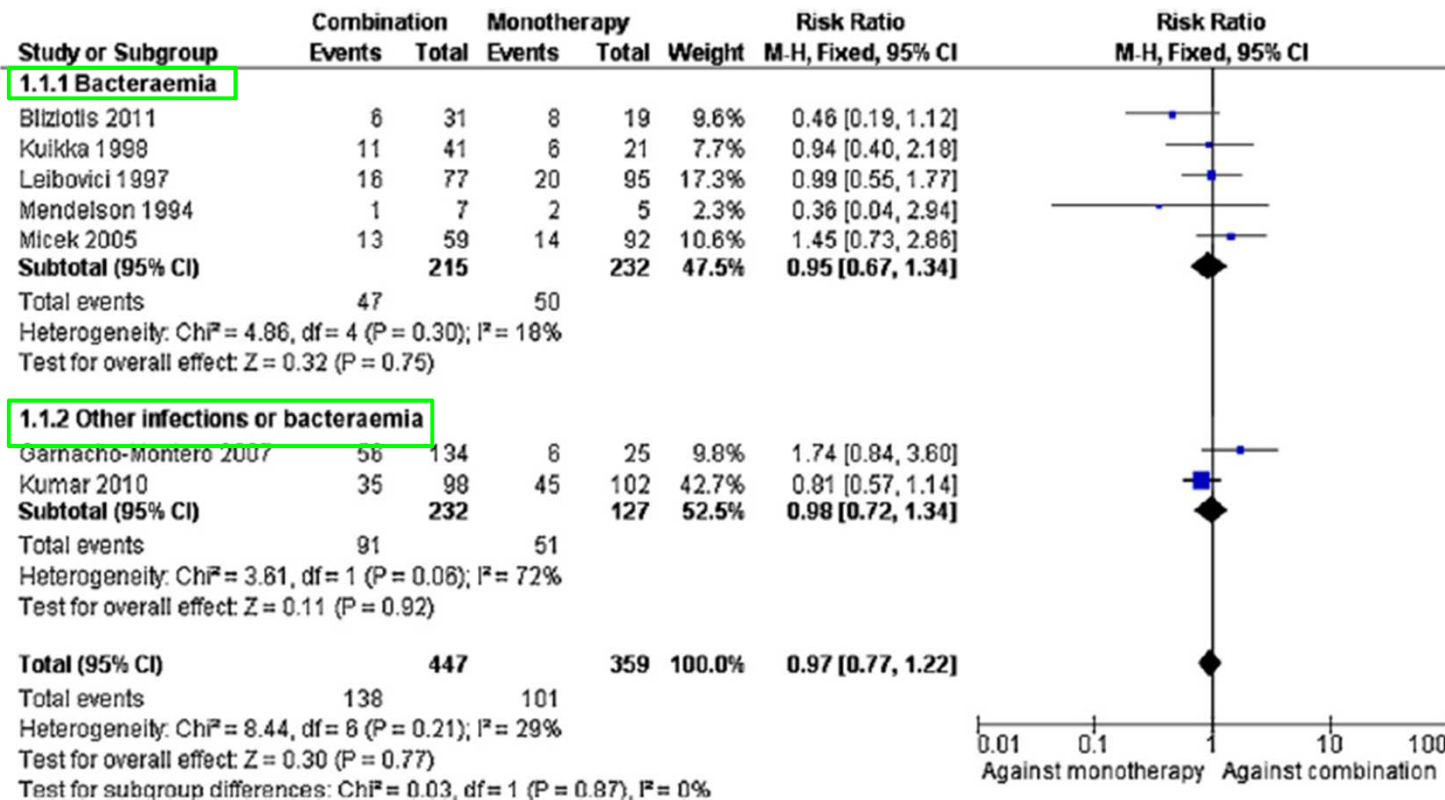 Combination Monotherapy Risk Ratio Risk Ratio
Study or Subgroup Events Total Events Total Weight M-H, Fixed, 95% CI M-H, Fixed, 95% CI
1.1.1 Bacteraemia
Bliziotis 2011 6 31 8 19 9.6% 0.46 [0.19, 1.12]
Kuikka 1998 11 41 6 21 7.7% 0.94 [0.40, 2.18]
Leibovici 1997 16 77 20 95 17.3% 0.99 [0.55, 1.77]
Mendelson 1994 1 7 2 5 2.3% 0.36 [0.04, 2.94]
Micek 2005 13 59 14 92 10.6% 1.45 [0.73, 2.86]
Subtotal (95% CI) 215 232 47.5% 0.95 [0.67, 1.34]
Total events 47 50
Heterogeneity: Chi² = 4.86, df = 4 (P = 0.30); I² = 18%
Test for overall effect: Z = 0.32 (P = 0.75)
1.1.2 Other infections or bacteraemia
Garnacho-Montero 2007 56 134 6 25 9.8% 1.74 [0.84, 3.60]
Kumar 2010 35 98 45 102 42.7% 0.81 [0.57, 1.14]
Subtotal (95% CI) 232 127 52.5% 0.98 [0.72, 1.34]
Total events 91 51
Heterogeneity: Chi² = 3.61, df = 1 (P = 0.06); I² = 72%
Test for overall effect: Z = 0.11 (P = 0.92)
Total (95% CI) 447 359 100.0% 0.97 [0.77, 1.22]
Total events 138 101
Heterogeneity: Chi² = 8.44, df = 6 (P = 0.21); I² = 29%
Test for overall effect: Z = 0.30 (P = 0.77)
Test for subgroup differences: Chi² = 0.03, df = 1 (P = 0.87), I² = 0%
0.01 0.1 1 10 100
Against monotherapy Against combination